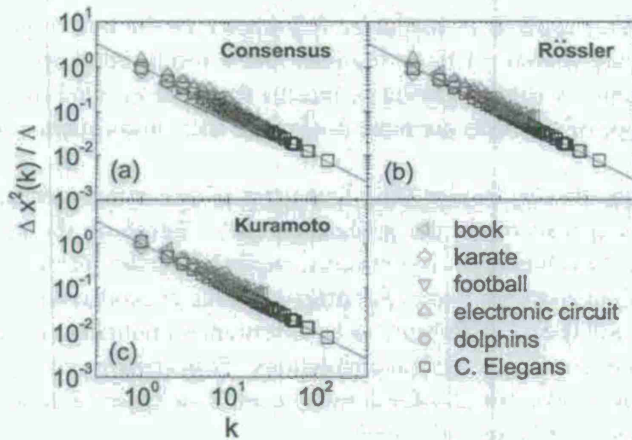 10¹
Consensus
Rössler
10⁰
10⁻¹
10⁻²
(a)
(b)
10⁻³
Δ x²(k) / Λ
Kuramoto
10⁰
10⁻¹
10⁻²
(c)
10⁻³
10⁰ 10¹ 10²
k
book
karate
football
electronic circuit
dolphins
C. Elegans